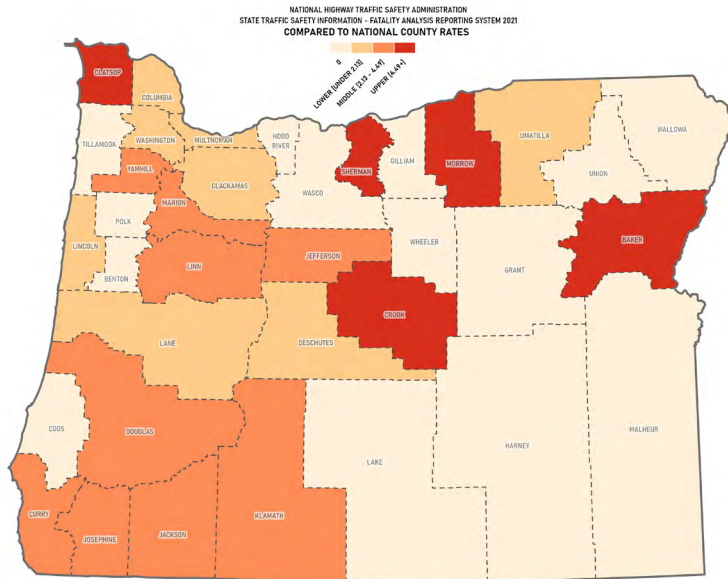 NATIONAL HIGHWAY TRAFFIC SAFETY ADMINISTRATION
STATE TRAFFIC SAFETY INFORMATION - FATALITY ANALYSIS REPORTING SYSTEM 2021
COMPARED TO NATIONAL COUNTY RATES
0
LOWER (UNDER 2.13)
MIDDLE (2.13 - 4.49)
UPPER (4.49+)
CLATSOP
COLUMBIA
TILLAMOOK
WASHINGTON
MULTNOMAH
HOOD
RIVER
SHERMAN
GILLIAM
MORROW
UMATILLA
WALLOWA
UNION
YAMHILL
CLACKAMAS
WASCO
MARION
POLK
LINCOLN
BENTON
LINN
JEFFERSON
WHEELER
GRANT
BAKER
CROOK
LANE
DESCHUTES
COOS
DOUGLAS
LAKE
HARNEY
MALHEUR
CURRY
JOSEPHINE
JACKSON
KLAMATH